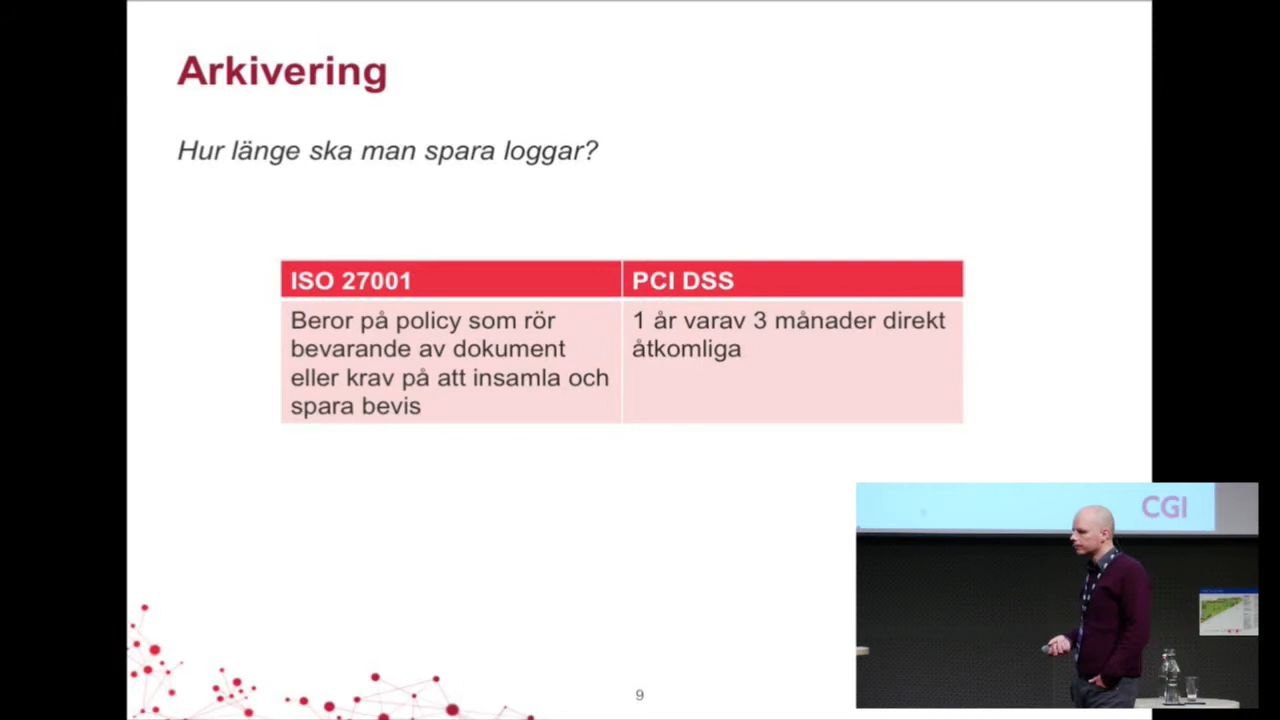 Arkivering
Hur länge ska man spara loggar?
ISO 27001
PCI DSS
Beror på policy som rör
bevarande av dokument
eller krav på att insamla och
spara bevis
1 år varav 3 månader direkt
åtkomliga
CGI
9